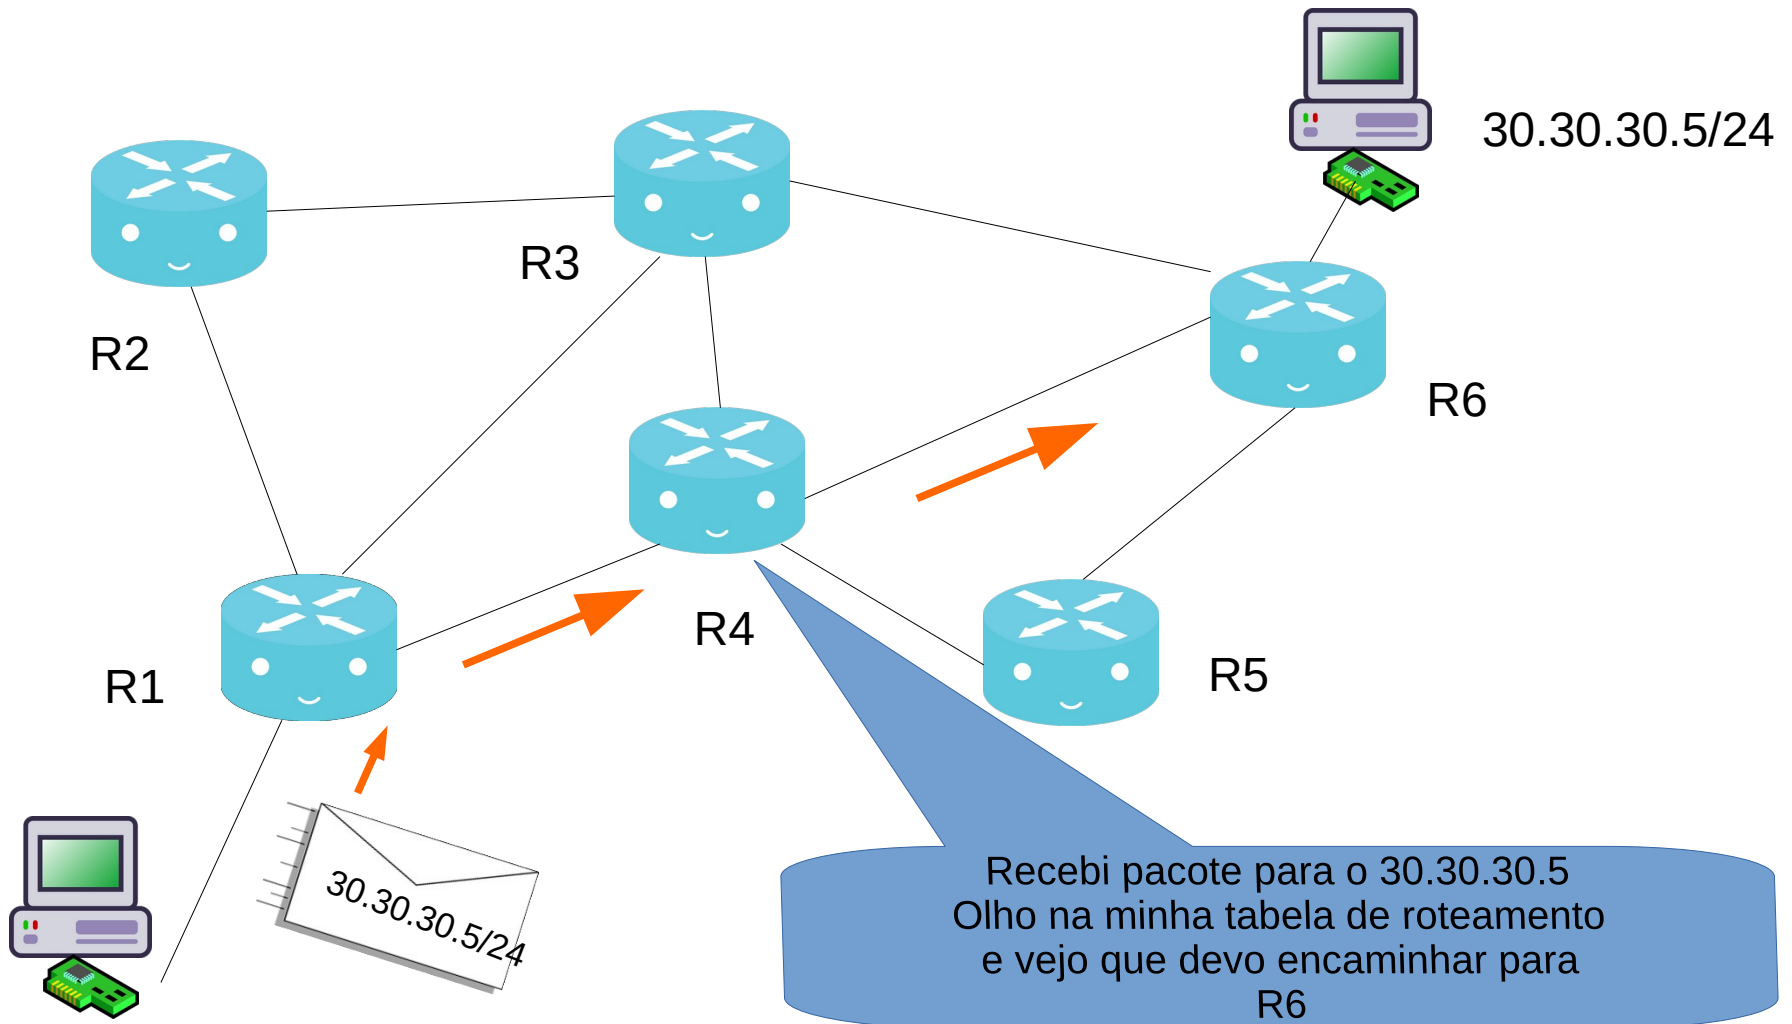 30.30.30.5/24
R3
R2
R6
R4
R1
R5
30.30.30.5/24
Recebi pacote para o 30.30.30.5
Olho na minha tabela de roteamento
e vejo que devo encaminhar para
R6